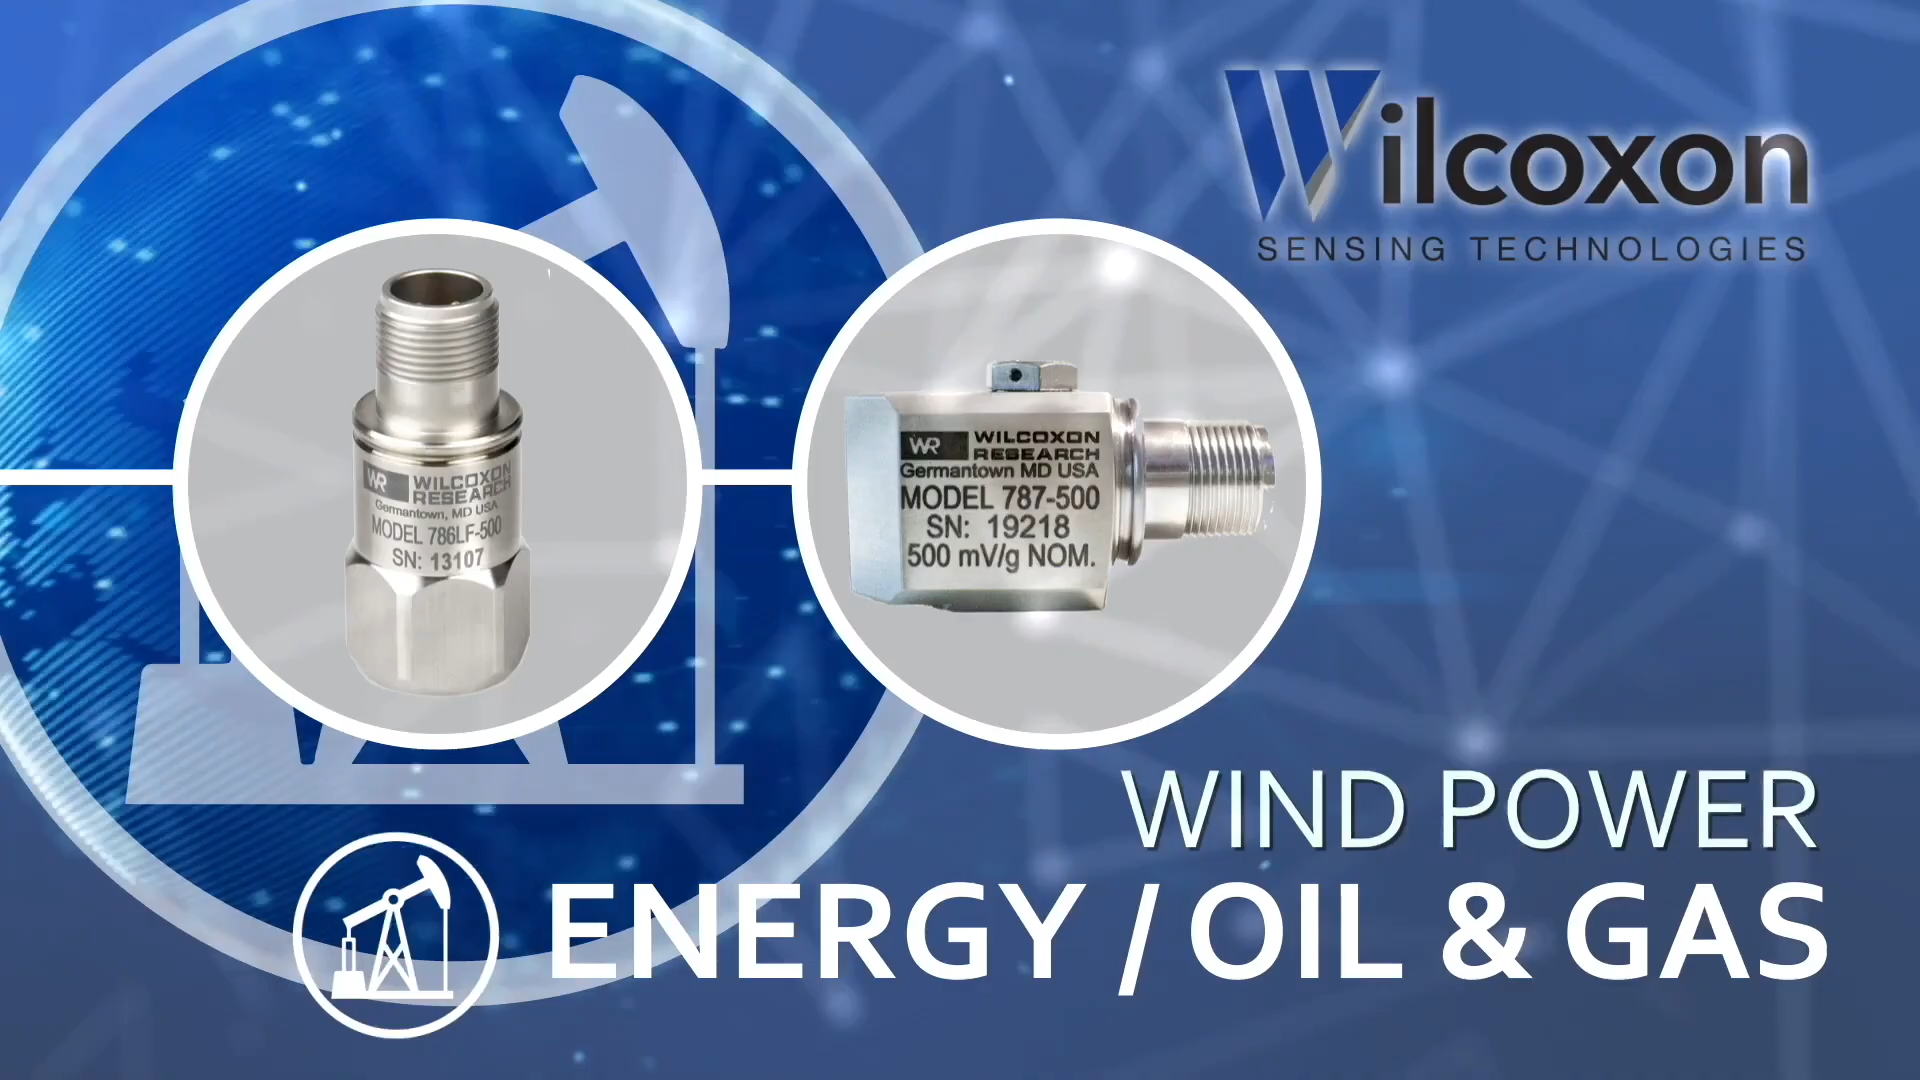 Wilcoxon
SENSING TECHNOLOGIES
WR WILCOXON
RESEARCH
Germantown, MD USA
MODEL 786LF-500
SN: 13107
WR WILCOXON
RESEARCH
Germantown MD USA
MODEL 787-500
SN: 19218
500 mV/g NOM.
WIND POWER
ENERGY / OIL & GAS